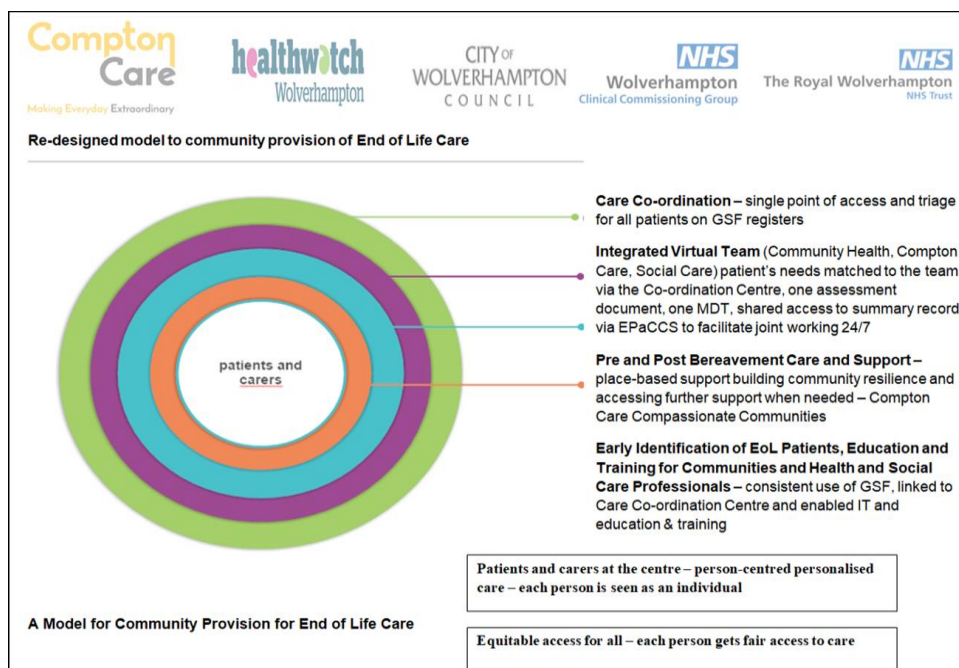 Compton
Care
Making Everyday Extraordinary
healthwatch
Wolverhampton
CITY OF
WOLVERHAMPTON
COUNCIL
NHS
Wolverhampton
Clinical Commissioning Group
NHS
The Royal Wolverhampton
NHS Trust
Re-designed model to community provision of End of Life Care
patients and
carers
Care Co-ordination – single point of access and triage
for all patients on GSF registers
Integrated Virtual Team (Community Health, Compton
Care, Social Care) patient's needs matched to the team
via the Co-ordination Centre, one assessment
document, one MDT, shared access to summary record
via EPaCCS to facilitate joint working 24/7
Pre and Post Bereavement Care and Support –
place-based support building community resilience and
accessing further support when needed – Compton
Care Compassionate Communities
Early Identification of EoL Patients, Education and
Training for Communities and Health and Social
Care Professionals – consistent use of GSF, linked to
Care Co-ordination Centre and enabled IT and
education & training
Patients and carers at the centre – person-centred personalised
care – each person is seen as an individual
A Model for Community Provision for End of Life Care
Equitable access for all – each person gets fair access to care